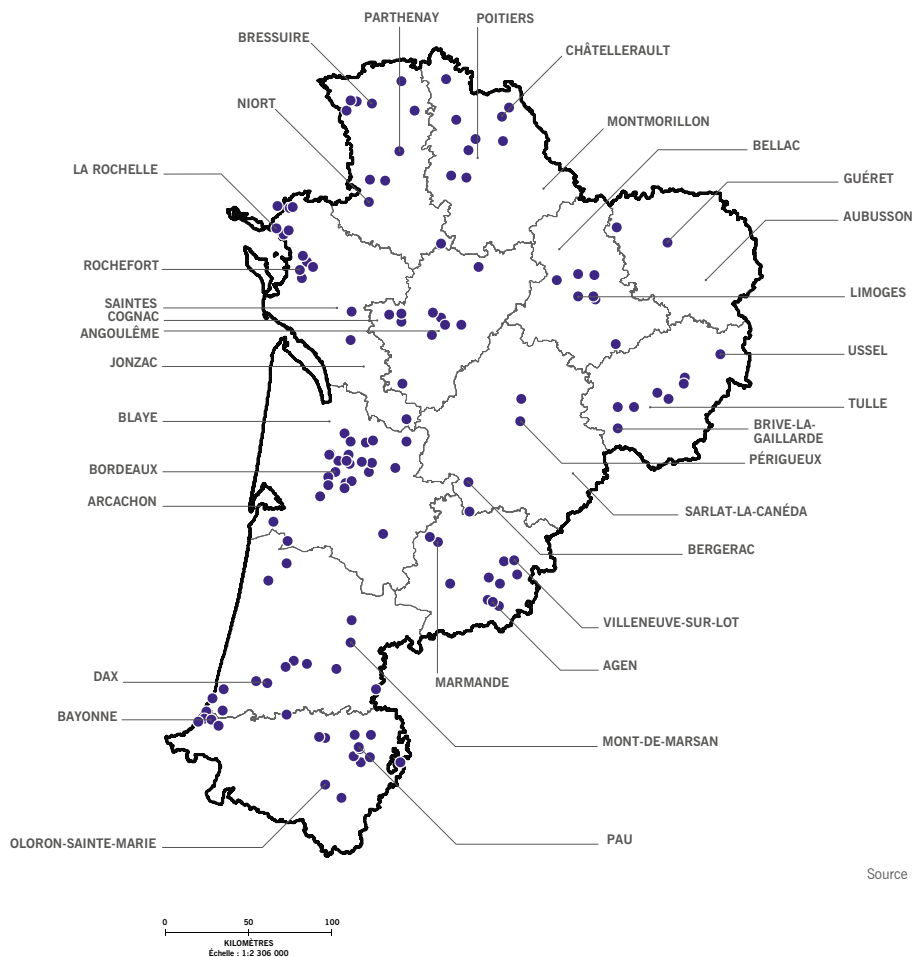 PARTHENAY
POITIERS
BRESSUIRE
CHÂTELLERAULT
NIORT
MONTMORILLON
BELLAC
LA ROCHELLE
GUÉRET
AUBUSSON
ROCHEFORT
LIMOGES
SAINTES
COGNAC
ANGOULÊME
USSEL
JONZAC
TULLE
BLAYE
BRIVE-LA-
GAILLARDE
PÉRIGUEUX
BORDEAUX
ARCACHON
SARLAT-LA-CANÉDA
BERGERAC
VILLENEUVE-SUR-LOT
AGEN
DAX
MARMANDE
BAYONNE
MONT-DE-MARSAN
OLORON-SAINTE-MARIE
PAU
Source
0 50 100
KILOMÈTRES
Échelle : 1:2 306 000